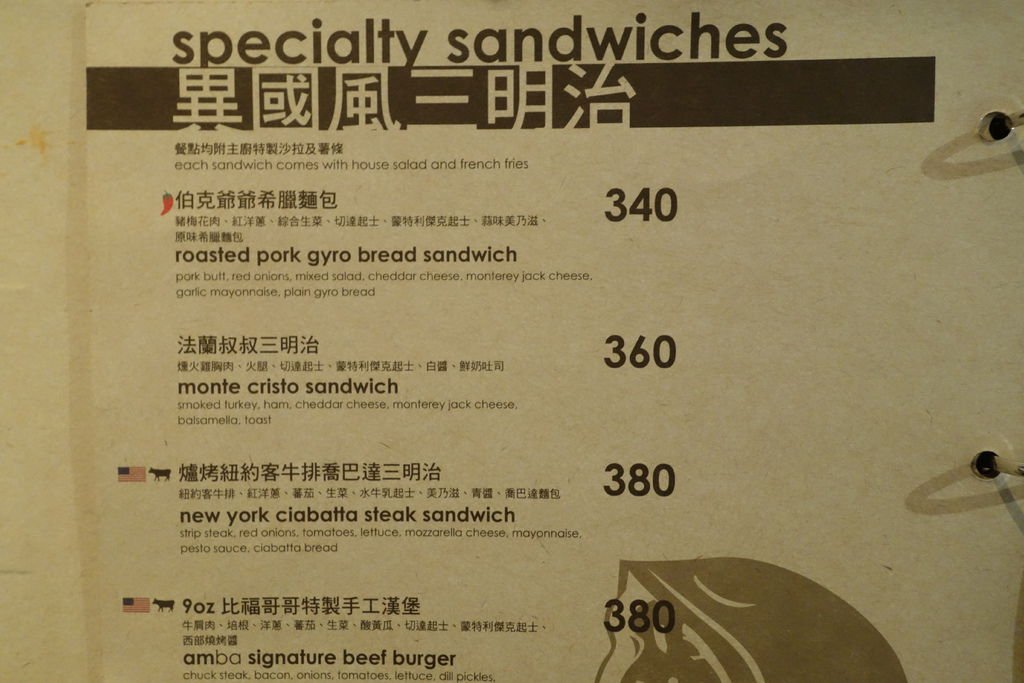 specialty sandwiches
異國風三明治
餐點均附主廚特製沙拉及薯條
each sandwich comes with house salad and french fries
伯克爺爺希臘麵包 340
豬梅花肉、紅洋蔥、綜合生菜、切達起士、蒙特利傑克起士、蒜味美乃滋、
原味希臘麵包
roasted pork gyro bread sandwich
pork butt, red onions, mixed salad, cheddar cheese, monterey jack cheese,
garlic mayonnaise, plain gyro bread
法蘭叔叔三明治 360
燻火雞胸肉、火腿、切達起士、蒙特利傑克起士、白醬、鮮奶吐司
monte cristo sandwich
smoked turkey, ham, cheddar cheese, monterey jack cheese,
balsamella, toast
爐烤紐約客牛排喬巴達三明治 380
紐約客牛排、紅洋蔥、蕃茄、生菜、水牛乳起士、美乃滋、青醬、喬巴達麵包
new york ciabatta steak sandwich
strip steak, red onions, tomatoes, lettuce, mozzarella cheese, mayonnaise,
pesto sauce, ciabatta bread
9oz 比福哥哥特製手工漢堡 380
牛肩肉、培根、洋蔥、蕃茄、生菜、酸黃瓜、切達起士、蒙特利傑克起士、
西部燒烤醬
amba signature beef burger
chuck steak, bacon, onions, tomatoes, lettuce, dill pickles,